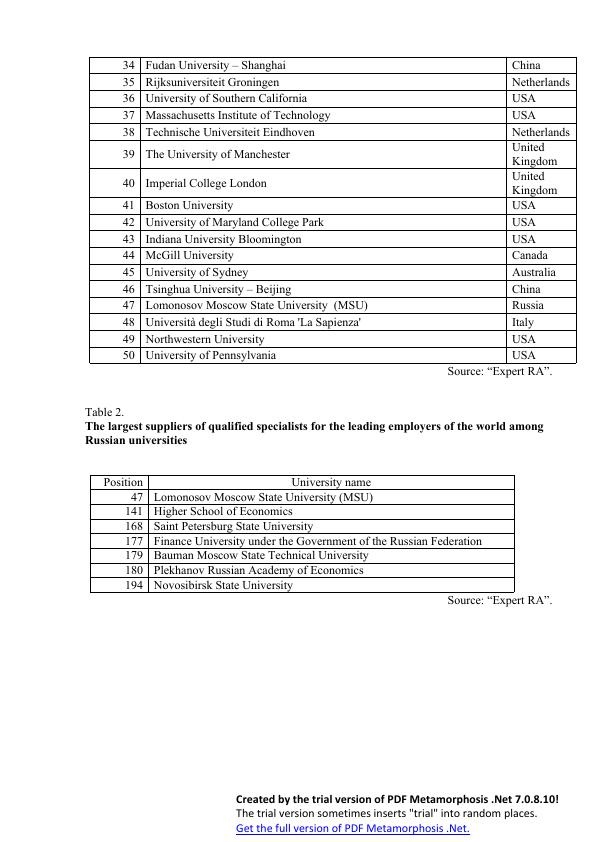 34 Fudan University – Shanghai China
35 Rijksuniversiteit Groningen Netherlands
36 University of Southern California USA
37 Massachusetts Institute of Technology USA
38 Technische Universiteit Eindhoven Netherlands
39 The University of Manchester United
Kingdom
40 Imperial College London United
Kingdom
41 Boston University USA
42 University of Maryland College Park USA
43 Indiana University Bloomington USA
44 McGill University Canada
45 University of Sydney Australia
46 Tsinghua University – Beijing China
47 Lomonosov Moscow State University (MSU) Russia
48 Università degli Studi di Roma 'La Sapienza' Italy
49 Northwestern University USA
50 University of Pennsylvania USA
Source: “Expert RA”.
Table 2.
The largest suppliers of qualified specialists for the leading employers of the world among
Russian universities
Position University name
47 Lomonosov Moscow State University (MSU)
141 Higher School of Economics
168 Saint Petersburg State University
177 Finance University under the Government of the Russian Federation
179 Bauman Moscow State Technical University
180 Plekhanov Russian Academy of Economics
194 Novosibirsk State University
Source: “Expert RA”.
Created by the trial version of PDF Metamorphosis .Net 7.0.8.10!
The trial version sometimes inserts "trial" into random places.
Get the full version of PDF Metamorphosis .Net.